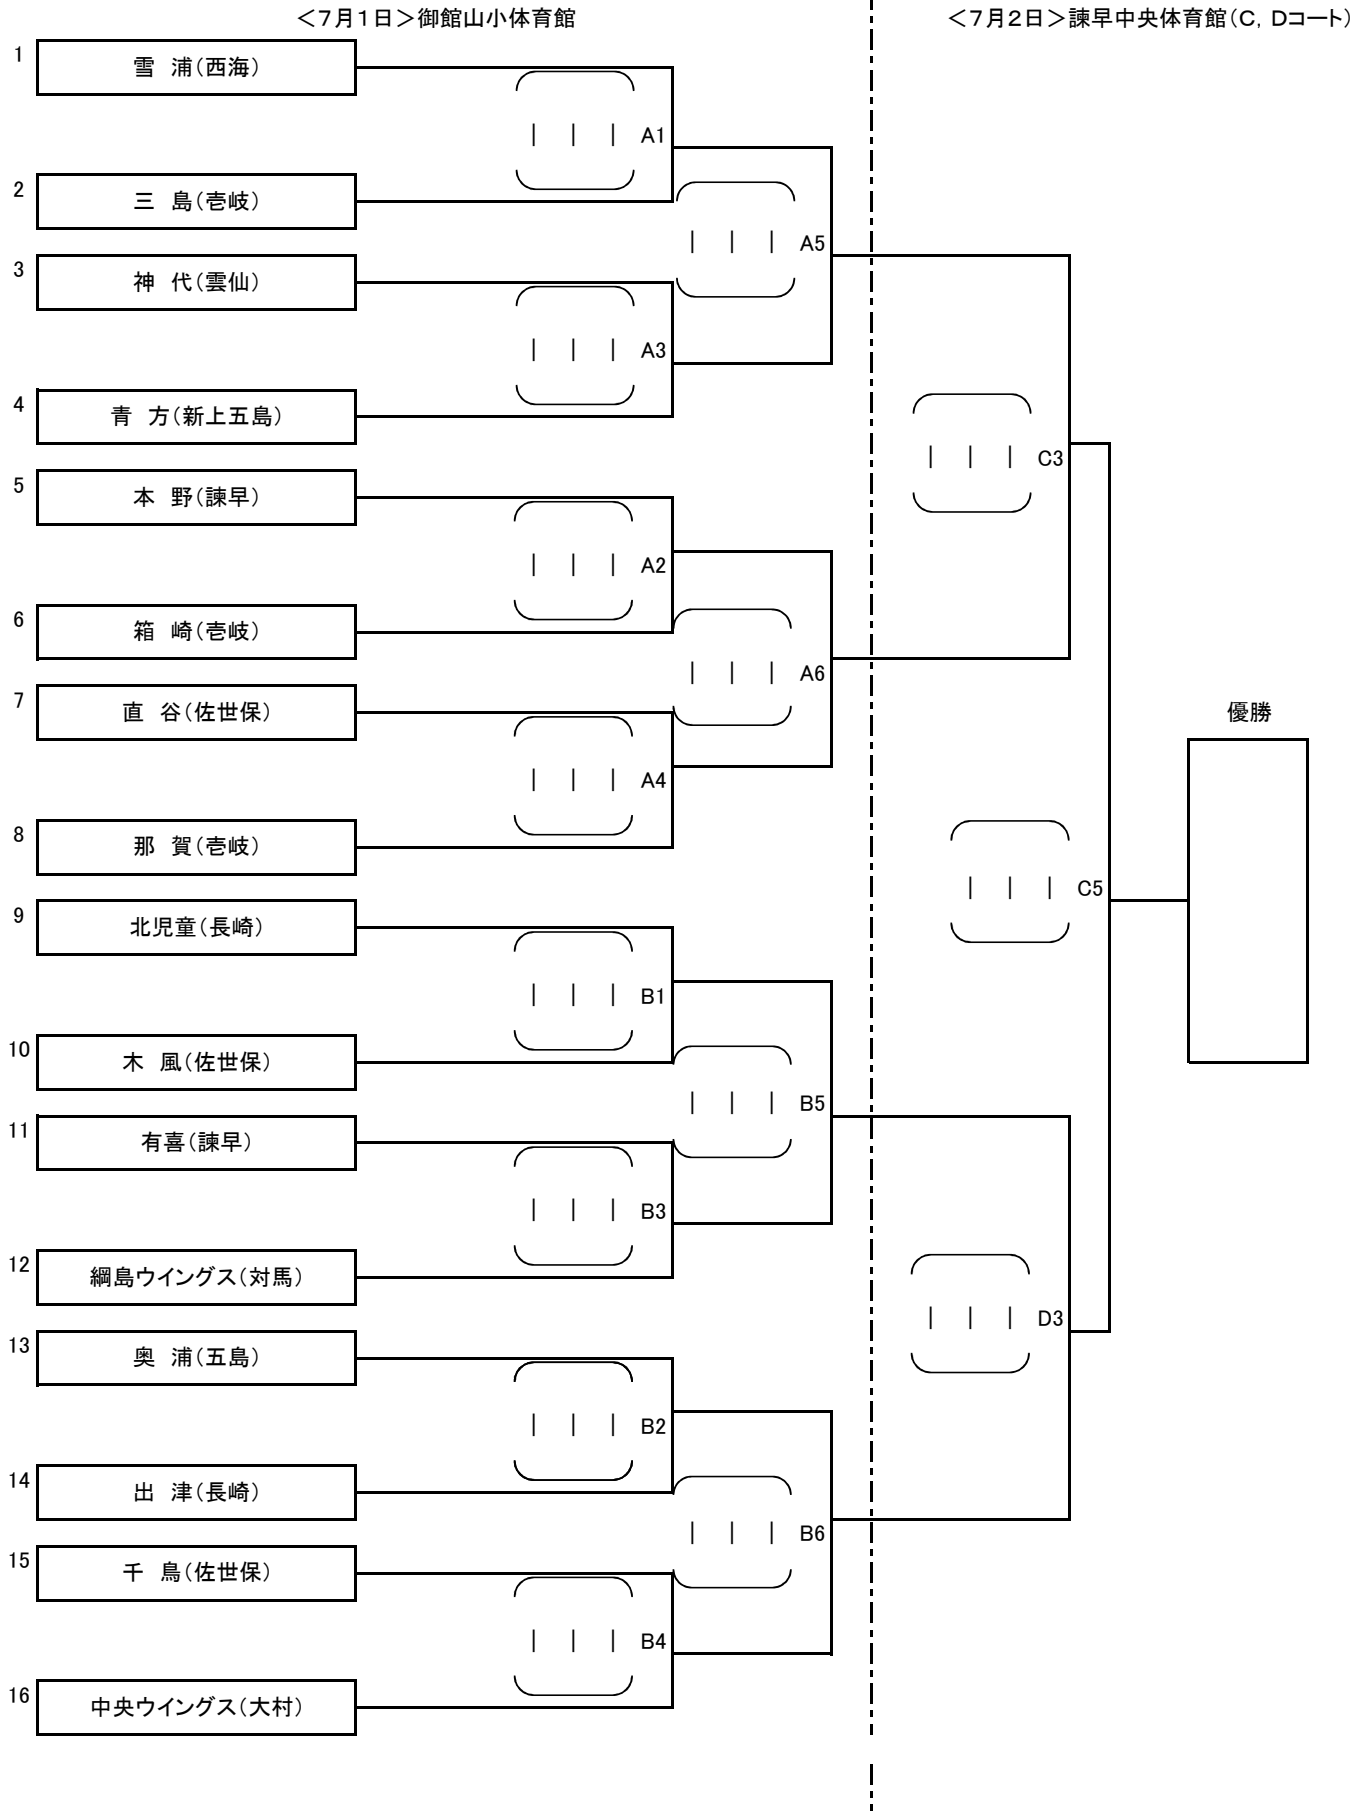 ＜７月１日＞御館山小体育館
＜７月２日＞諫早中央体育館（Ｃ，Ｄコート）
1
雪　浦（西海）
A1
2
三　島（壱岐）
A5
3
神　代（雲仙）
A3
4
青　方（新上五島）
C3
5
本　野（諫早）
A2
6
箱　崎（壱岐）
A6
7
直　谷（佐世保）
優勝
A4
8
那　賀（壱岐）
C5
9
北児童（長崎）
B1
10
木　風（佐世保）
B5
11
有喜（諫早）
B3
12
綱島ウイングス（対馬）
D3
13
奥　浦（五島）
B2
14
出　津（長崎）
B6
15
千　鳥（佐世保）
B4
16
中央ウイングス（大村）